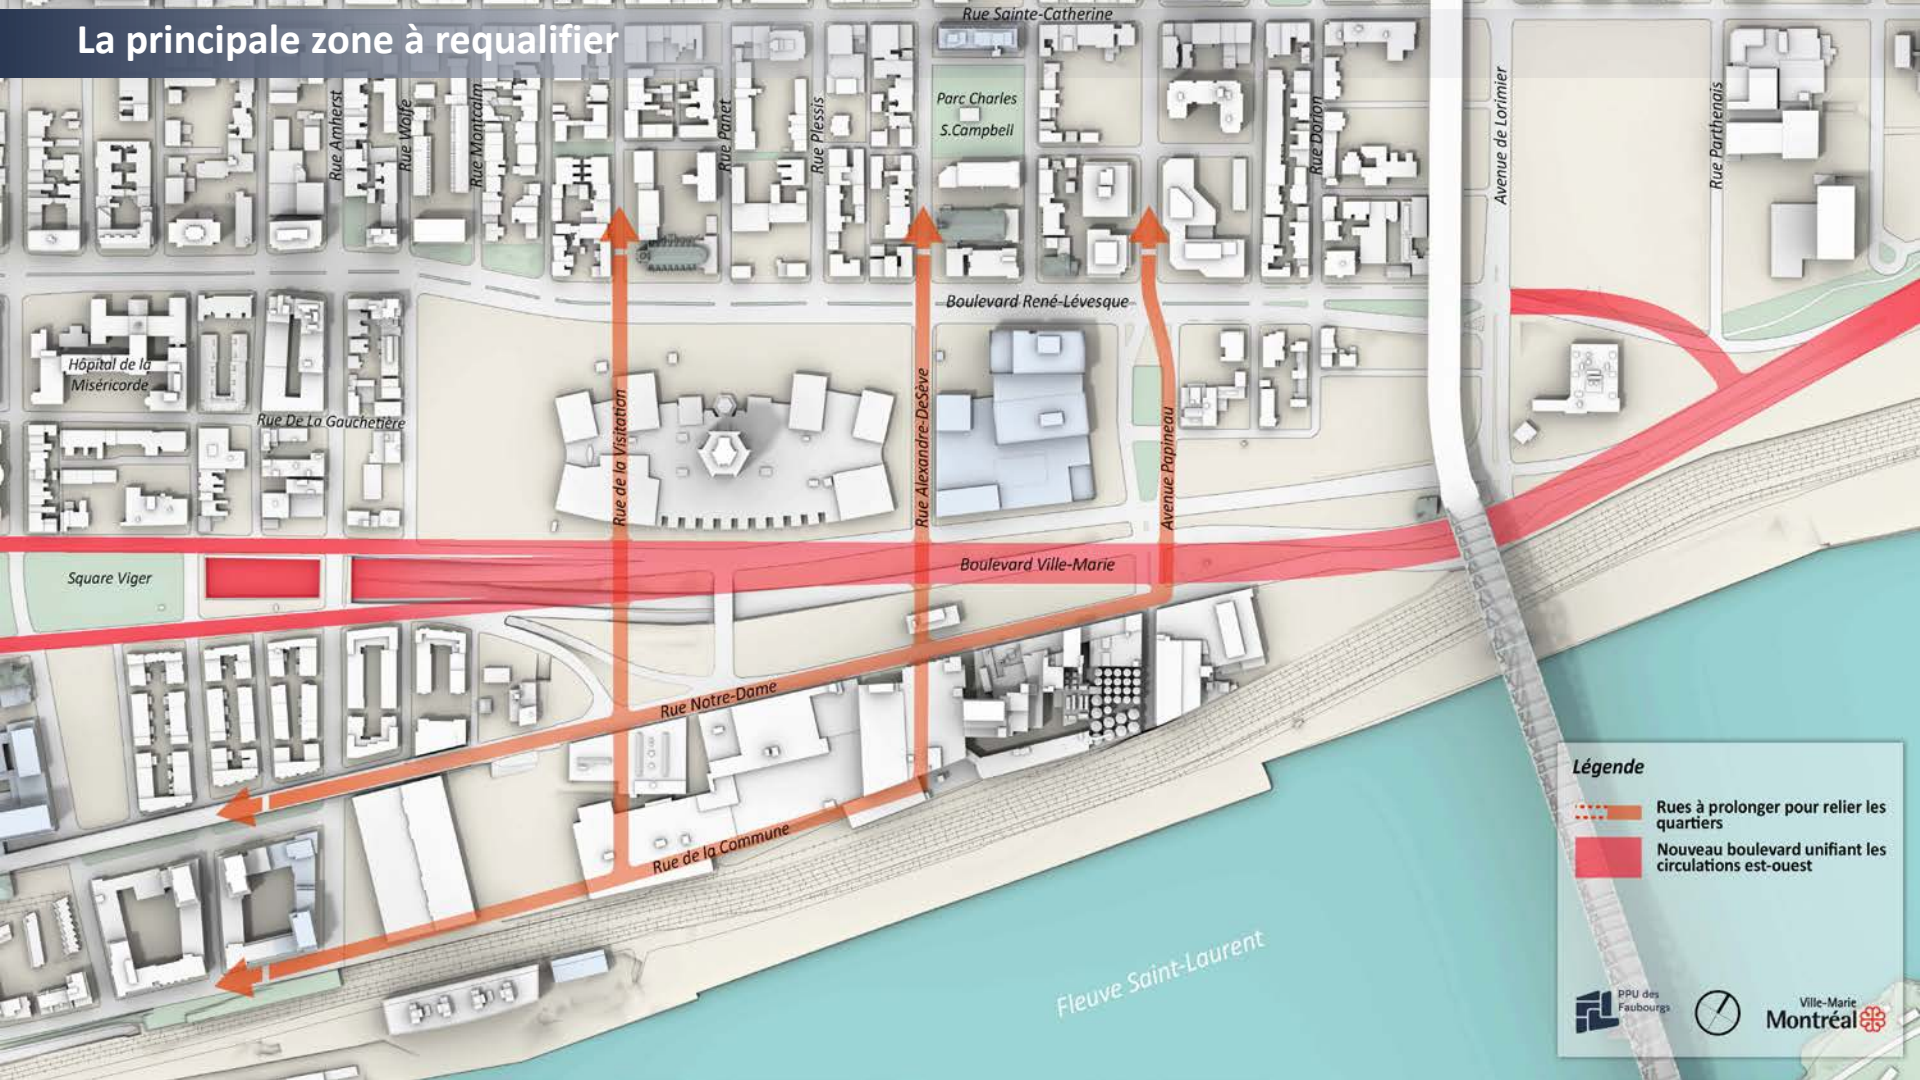 La principale zone à requalifier
Rue Sainte-Catherine
Rue Amherst
Rue Wolfe
Rue Montcalm
Rue Panet
Rue Plessis
Parc Charles
S.Campbell
Rue Dorion
Avenue de Lorimier
Rue Parthenais
Boulevard René-Lévesque
Hôpital de la
Miséricorde
Rue De La Gauchetière
Rue de la Visitation
Rue Alexandre-DeSève
Avenue Papineau
Square Viger
Boulevard Ville-Marie
Rue Notre-Dame
Rue de la Commune
Fleuve Saint-Laurent
Légende
Rues à prolonger pour relier les
quartiers
Nouveau boulevard unifiant les
circulations est-ouest
PPU des
Faubourgs
Ville-Marie
Montréal